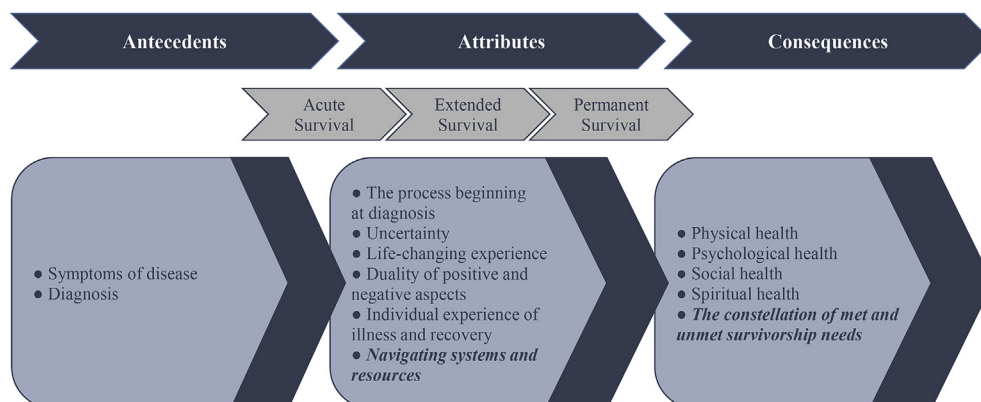 Antecedents
Attributes
Consequences
Acute
Survival
Extended
Survival
Permanent
Survival
● Symptoms of disease
● Diagnosis
● The process beginning
at diagnosis
● Uncertainty
● Life-changing experience
● Duality of positive and
negative aspects
● Individual experience of
illness and recovery
● Navigating systems and
resources
● Physical health
● Psychological health
● Social health
● Spiritual health
● The constellation of met and
unmet survivorship needs